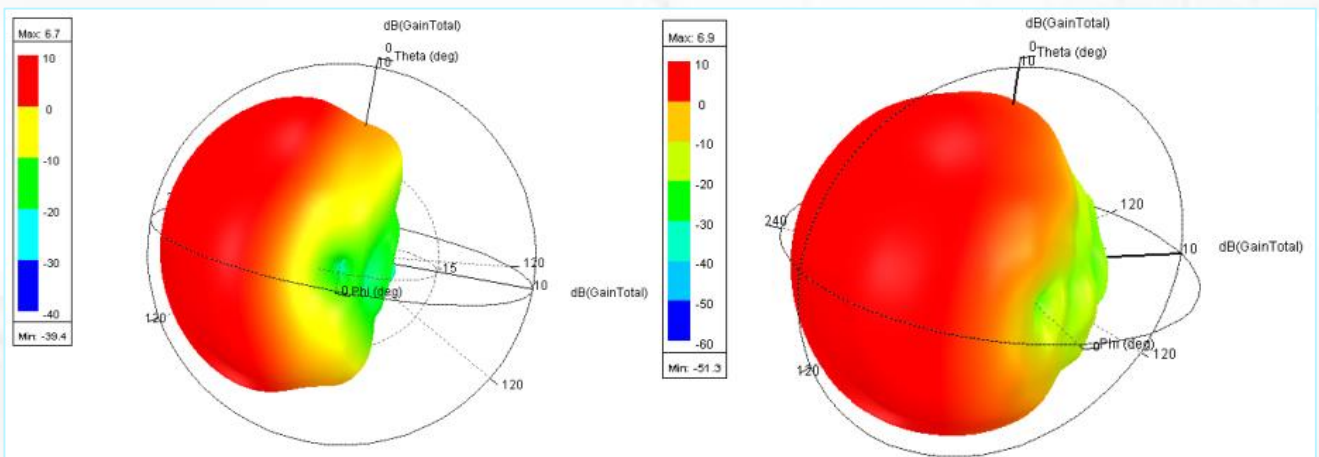 dB(GainTotal)
Max: 6.7
0
Theta (deg)
10
10
0
-10
-20
-30
-40
Min: -39.4
120
-15
120
10
dB(GainTotal)
-0 Phi (deg)
120
dB(GainTotal)
Max: 6.9
0
Theta (deg)
10
10
0
-10
-20
-30
-40
-50
-60
Min: -51.3
240
120
10
dB(GainTotal)
-0
Phi (deg)
120
120